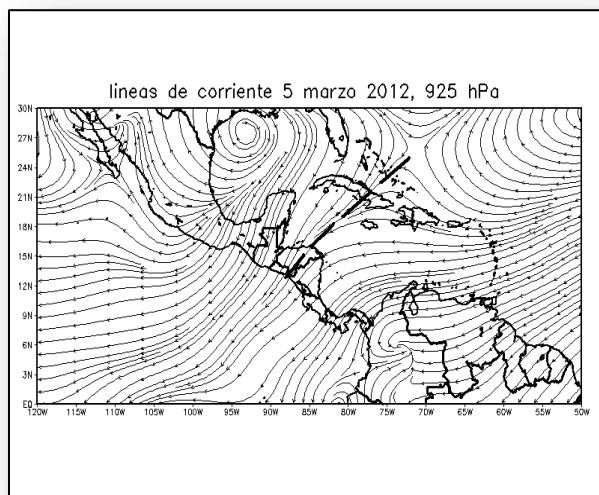 lineas de corriente 5 marzo 2012, 925 hPa
30N
27N
24N
21N
18N
15N
12N
9N
6N
3N
EQ
120W 115W 110W 105W 100W 95W 90W 85W 80W 75W 70W 65W 60W 55W 50W